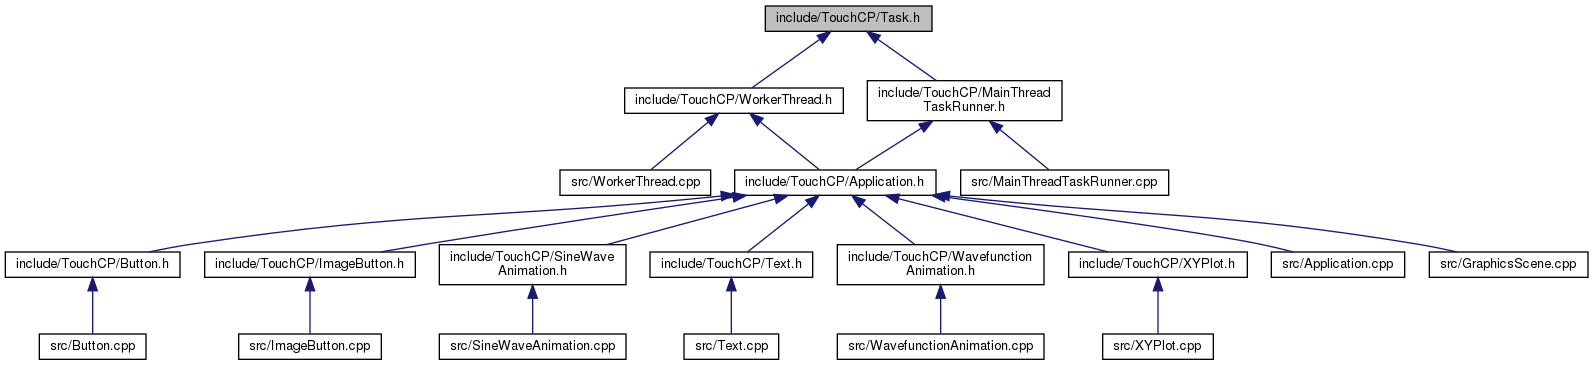 include/TouchCP/Task.h
include/TouchCP/WorkerThread.h
include/TouchCP/MainThread
TaskRunner.h
src/WorkerThread.cpp
include/TouchCP/Application.h
src/MainThreadTaskRunner.cpp
include/TouchCP/Button.h
include/TouchCP/ImageButton.h
include/TouchCP/SineWave
Animation.h
include/TouchCP/Text.h
include/TouchCP/Wavefunction
Animation.h
include/TouchCP/XYPlot.h
src/Application.cpp
src/GraphicsScene.cpp
src/Button.cpp
src/ImageButton.cpp
src/SineWaveAnimation.cpp
src/Text.cpp
src/WavefunctionAnimation.cpp
src/XYPlot.cpp